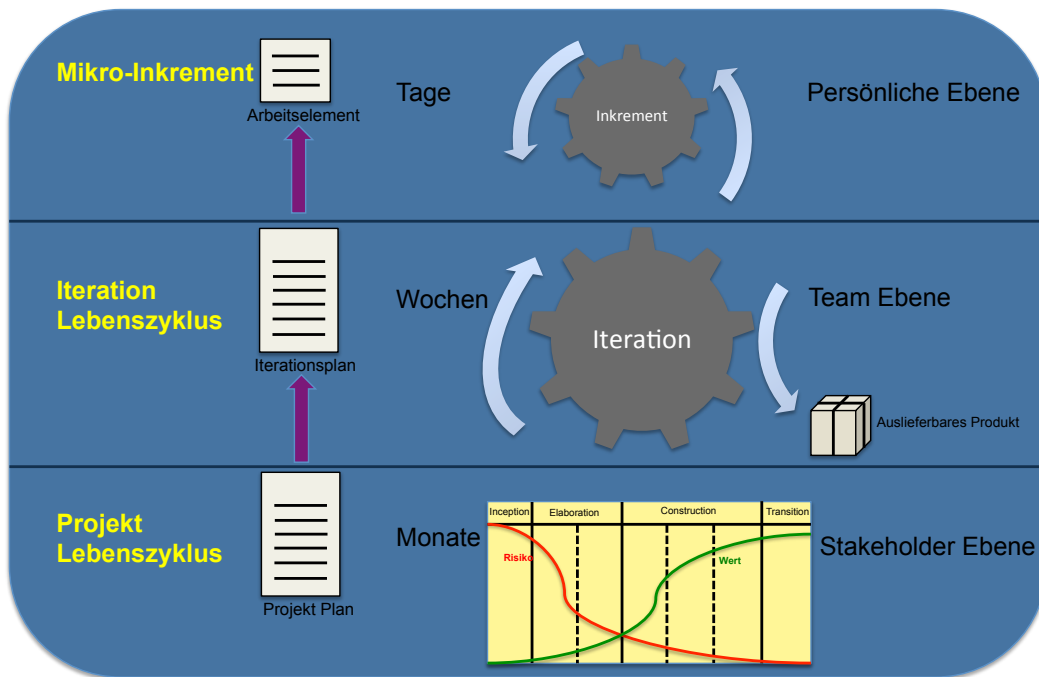 Mikro-Inkrement
Arbeitselement
Tage
Inkrement
Persönliche Ebene
Iteration
Lebenszyklus
Iterationsplan
Wochen
Iteration
Team Ebene
Auslieferbares Produkt
Projekt
Lebenszyklus
Projekt Plan
Monate
Inception
Elaboration
Construction
Transition
Risiko
Wert
Stakeholder Ebene